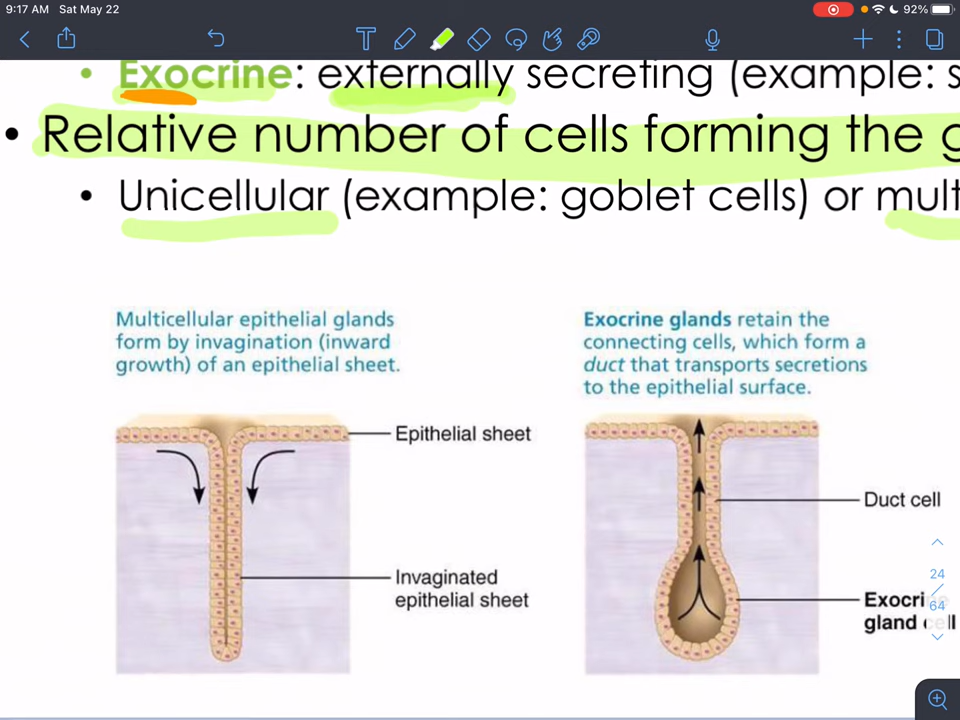 9:17 AM Sat May 22 92%
• Exocrine: externally secreting (example: s
• Relative number of cells forming the g
• Unicellular (example: goblet cells) or mult
Multicellular epithelial glands
form by invagination (inward
growth) of an epithelial sheet.
Exocrine glands retain the
connecting cells, which form a
duct that transports secretions
to the epithelial surface.
Epithelial sheet
Invaginated
epithelial sheet
Duct cell
Exocrine
gland cell
24
/
64